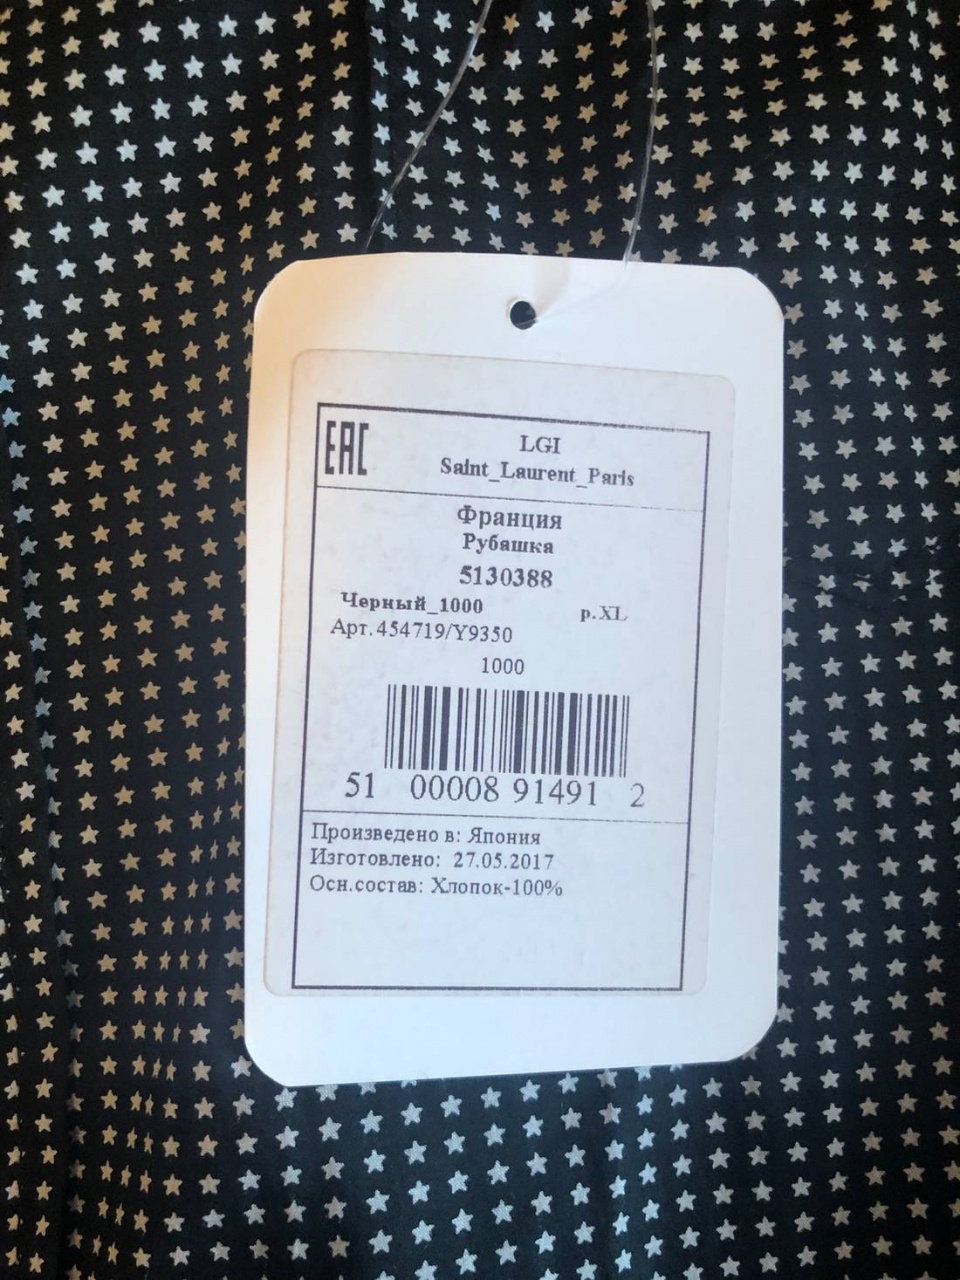 EAC
LGI
Saint_Laurent_Paris
Франция
Рубашка
5130388
Черный_1000 р.XL
Арт.454719/Y9350
1000
51 00008 91491 2
Произведено в: Япония
Изготовлено: 27.05.2017
Осн.состав: Хлопок-100%